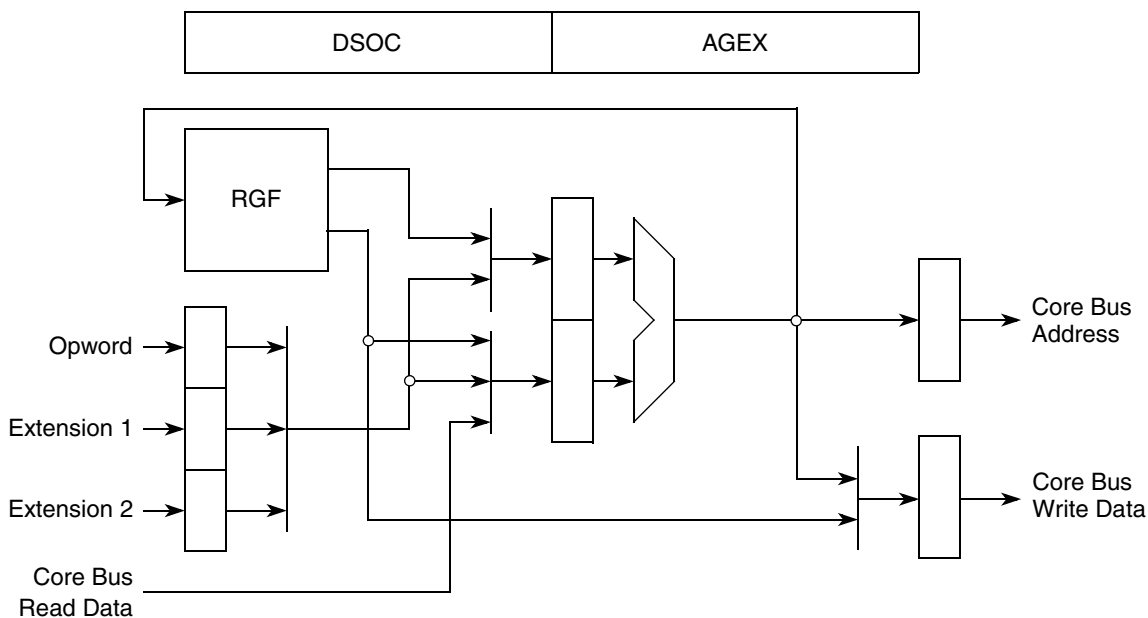 DSOC
AGEX
RGF
Opword
Extension 1
Extension 2
Core Bus
Read Data
Core Bus
Address
Core Bus
Write Data